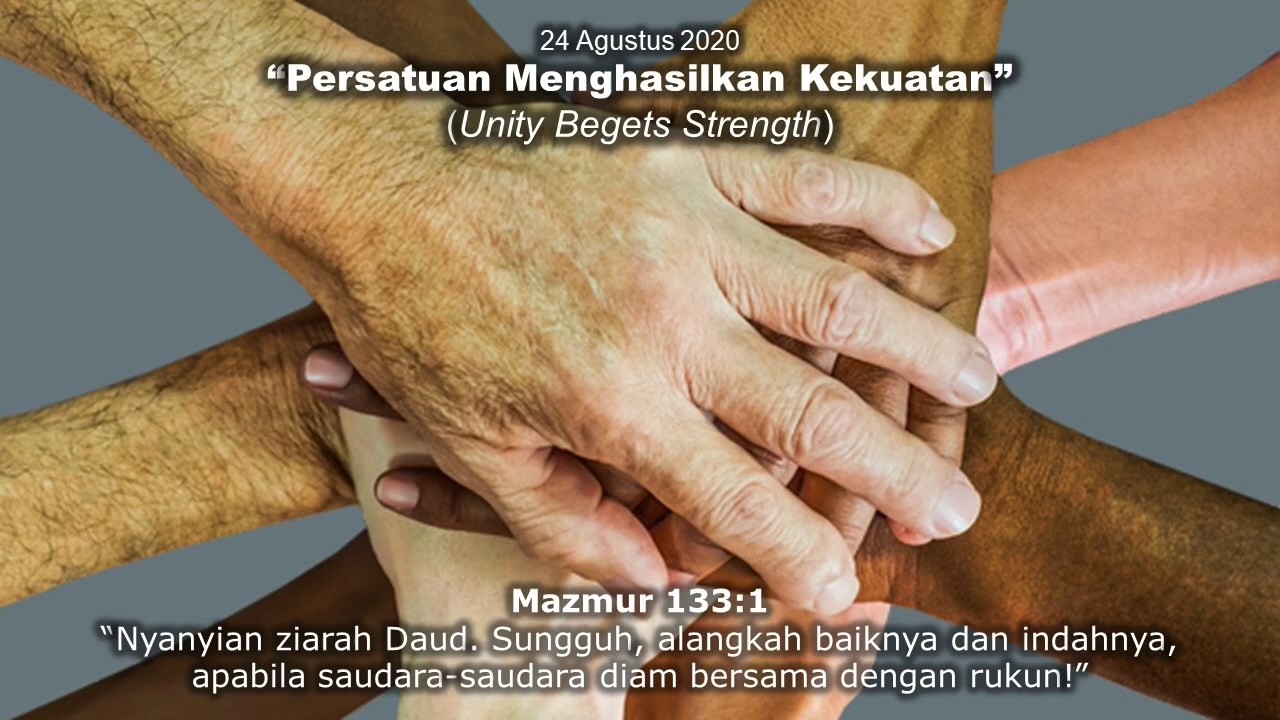 24 Agustus 2020
“Persatuan Menghasilkan Kekuatan”
(Unity Begets Strength)
Mazmur 133:1
“Nyanyian ziarah Daud. Sungguh, alangkah baiknya dan indahnya,
apabila saudara-saudara diam bersama dengan rukun!”